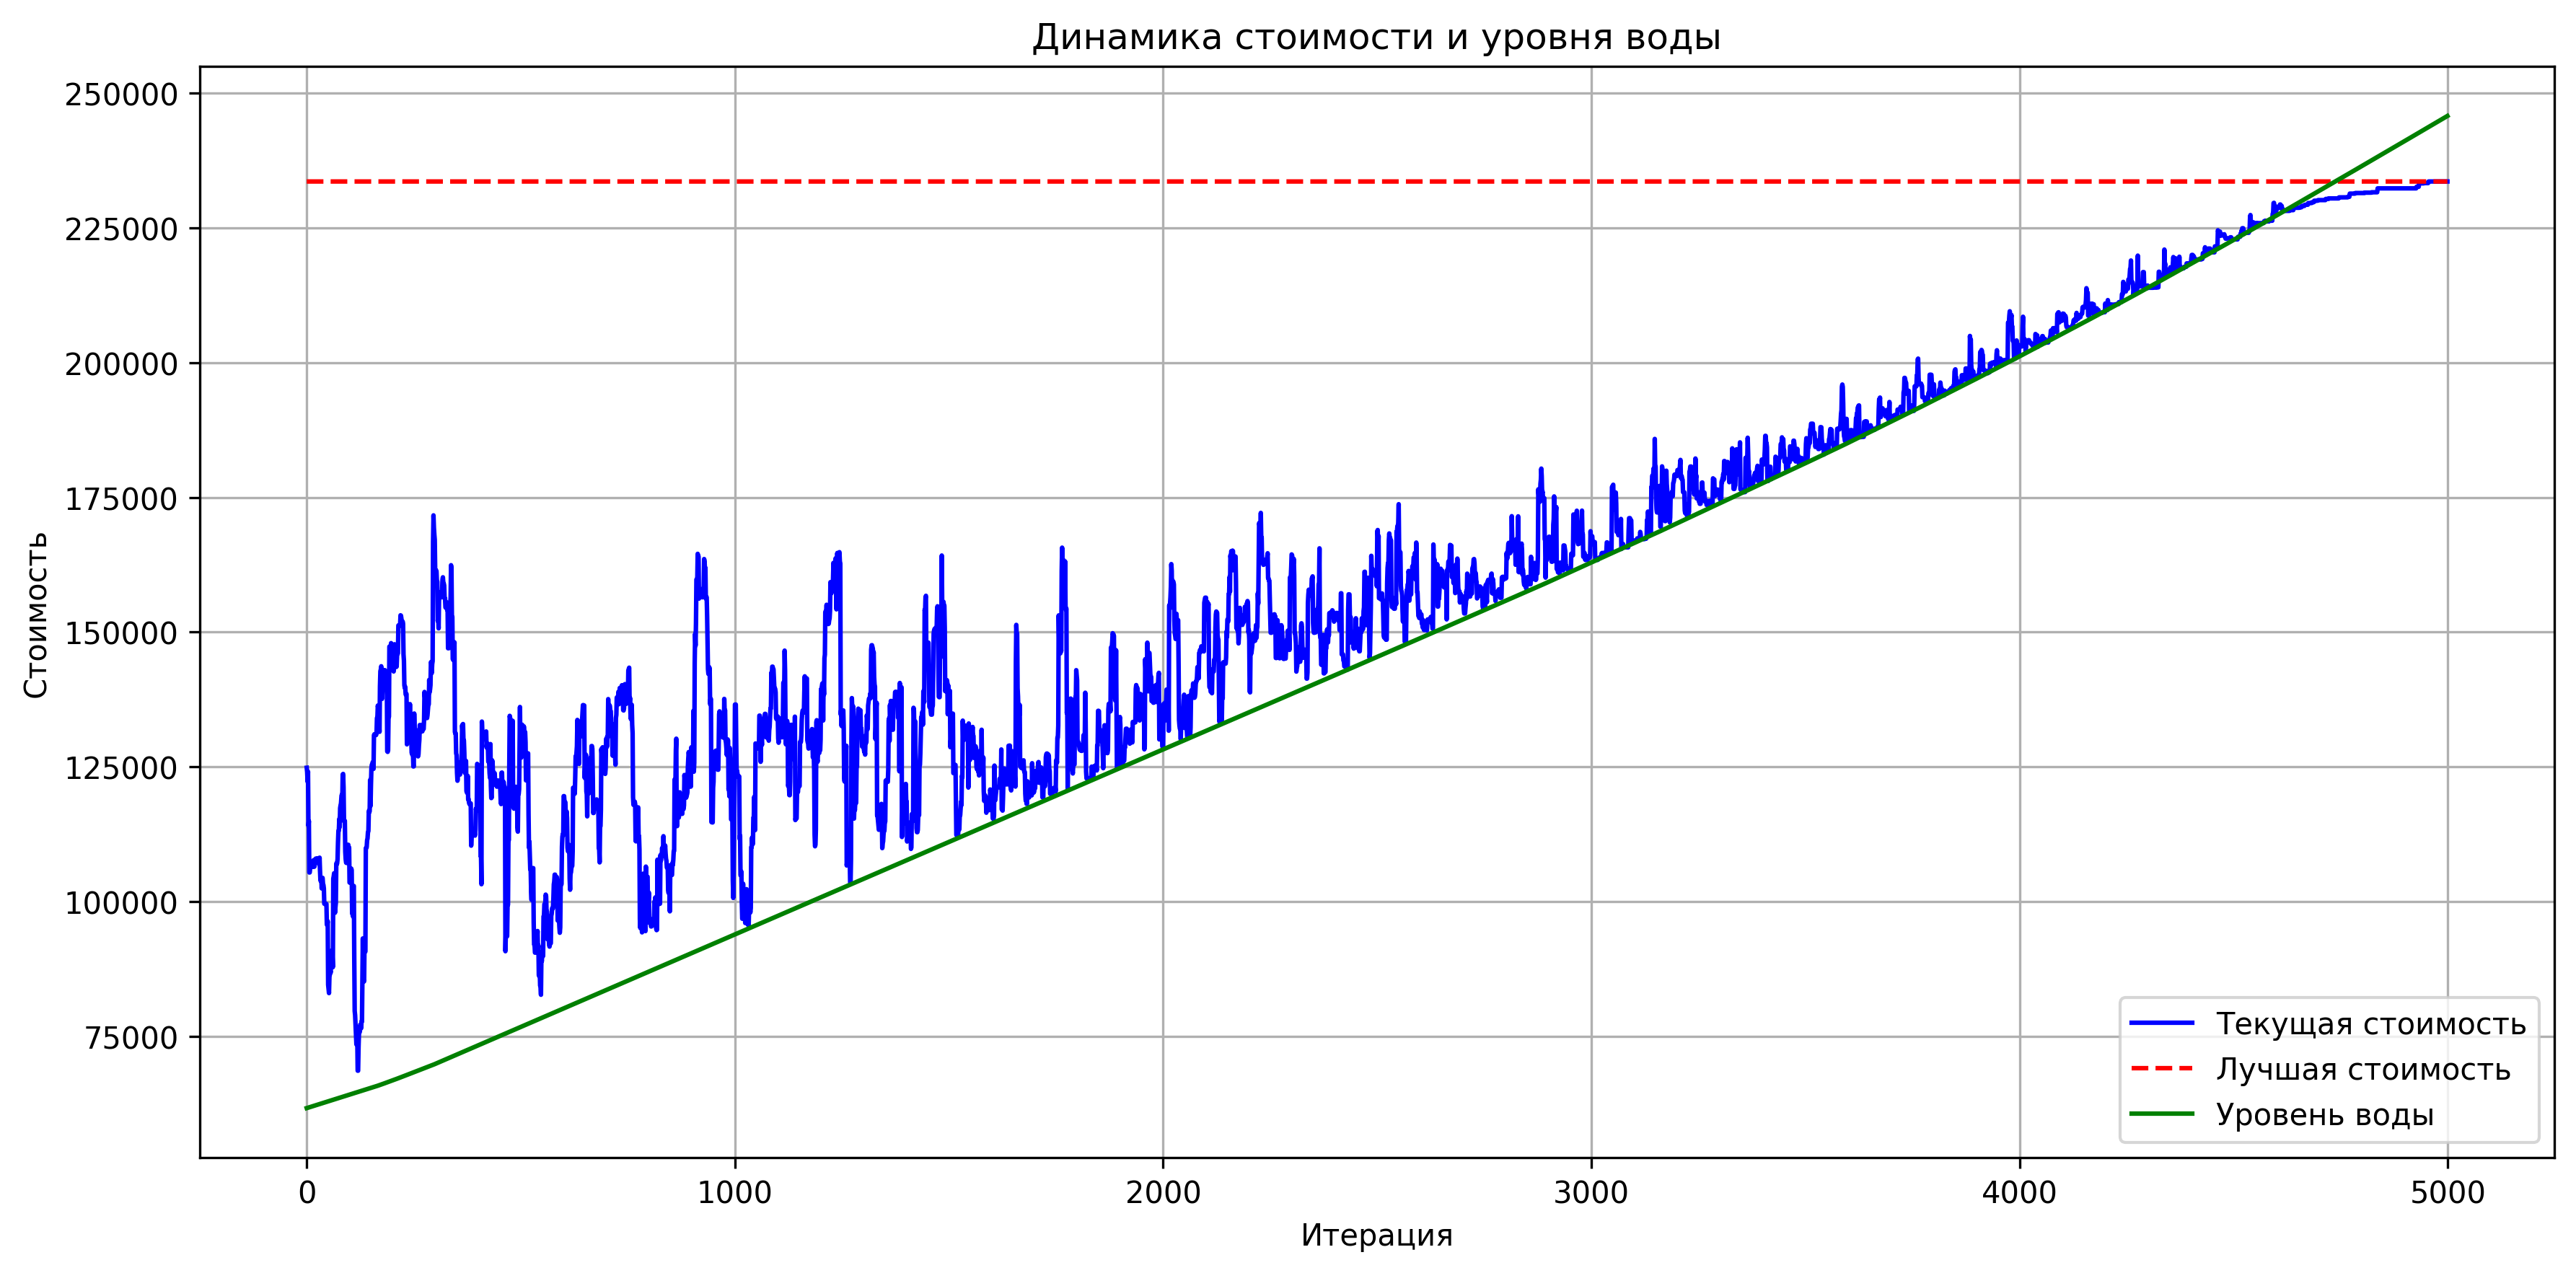 Динамика стоимости и уровня воды
Стоимость
250000
225000
200000
175000
150000
125000
100000
75000
0 1000 2000 3000 4000 5000
Итерация
Текущая стоимость
Лучшая стоимость
Уровень воды